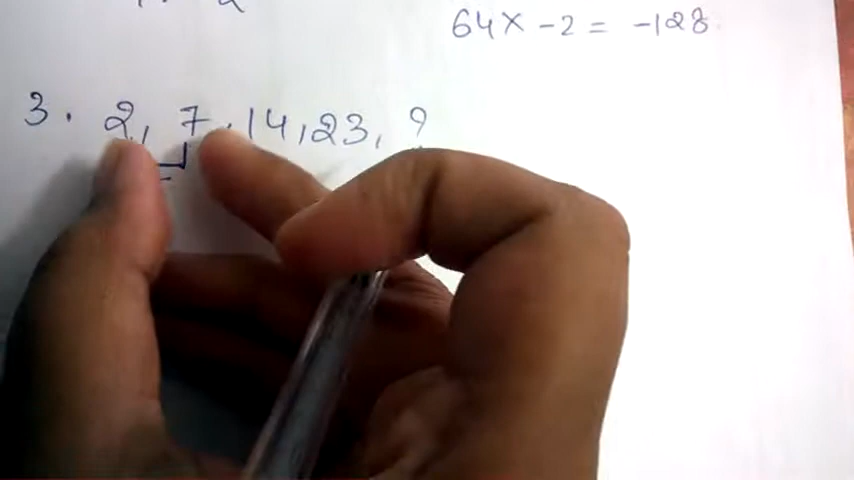 64 X -2 = -128
3. 2, 7, 14, 23, ?